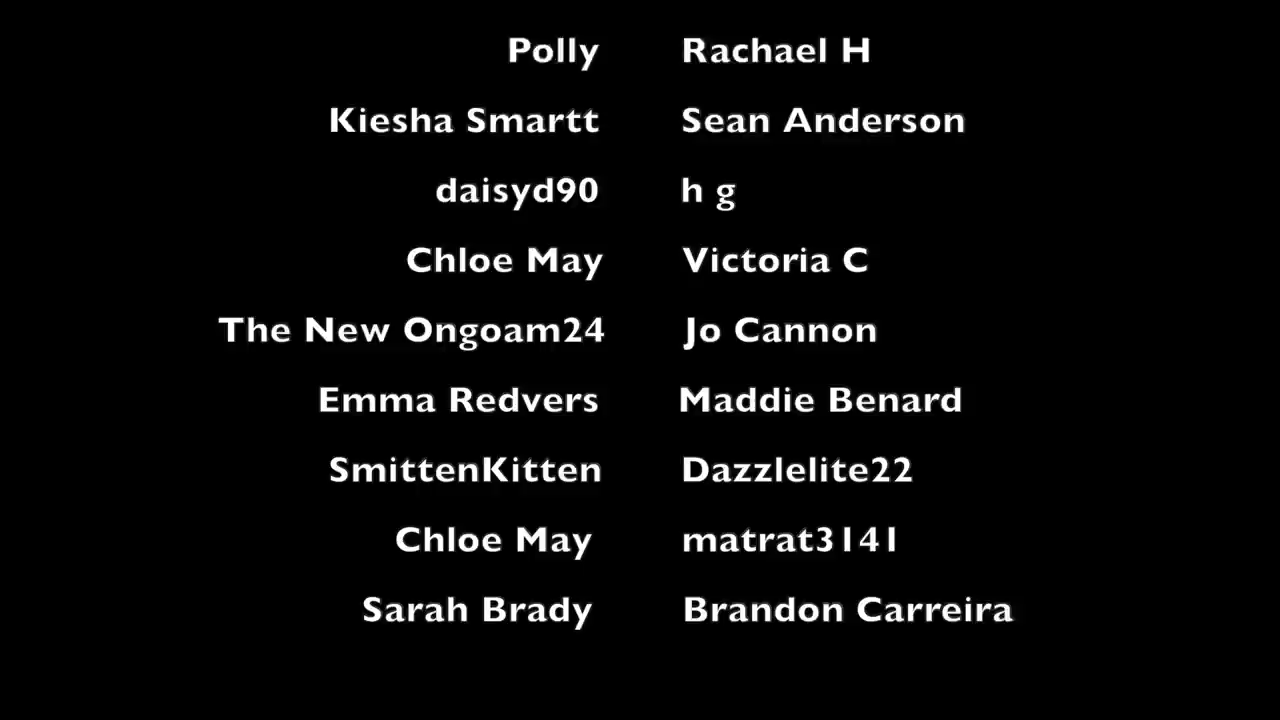 Polly Rachael H
Kiesha Smartt Sean Anderson
daisyd90 h g
Chloe May Victoria C
The New Ongoam24 Jo Cannon
Emma Redvers Maddie Benard
SmittenKitten Dazzlelite22
Chloe May matrat3141
Sarah Brady Brandon Carreira